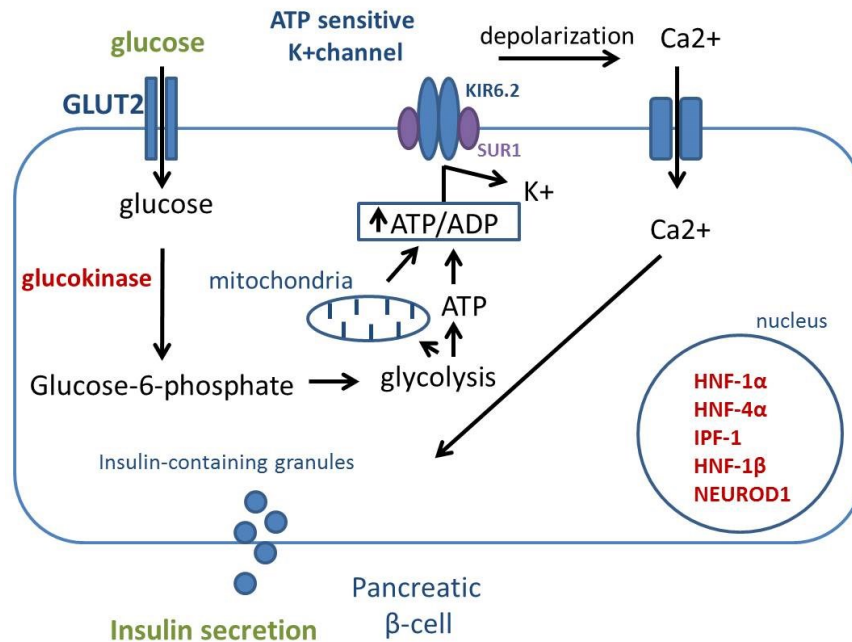 glucose
ATP sensitive
K+channel
depolarization
Ca2+
GLUT2
KIR6.2
SUR1
glucose
K+
ATP/ADP
Ca2+
glucokinase
mitochondria
ATP
nucleus
Glucose-6-phosphate
glycolysis
HNF-1α
HNF-4α
IPF-1
HNF-1β
NEUROD1
Insulin-containing granules
Pancreatic
β-cell
Insulin secretion